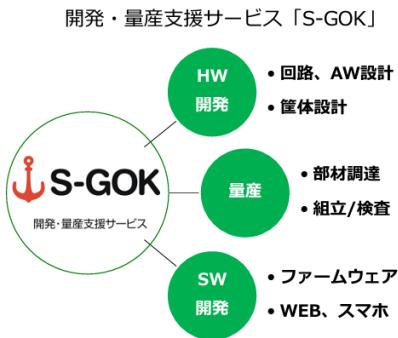 開発・量産支援サービス「S-GOK」
HW
開発
• 回路、AW設計
• 筐体設計
S-GOK
開発・量産支援サービス
量産
• 部材調達
• 組立/検査
SW
開発
• ファームウェア
• WEB、スマホ